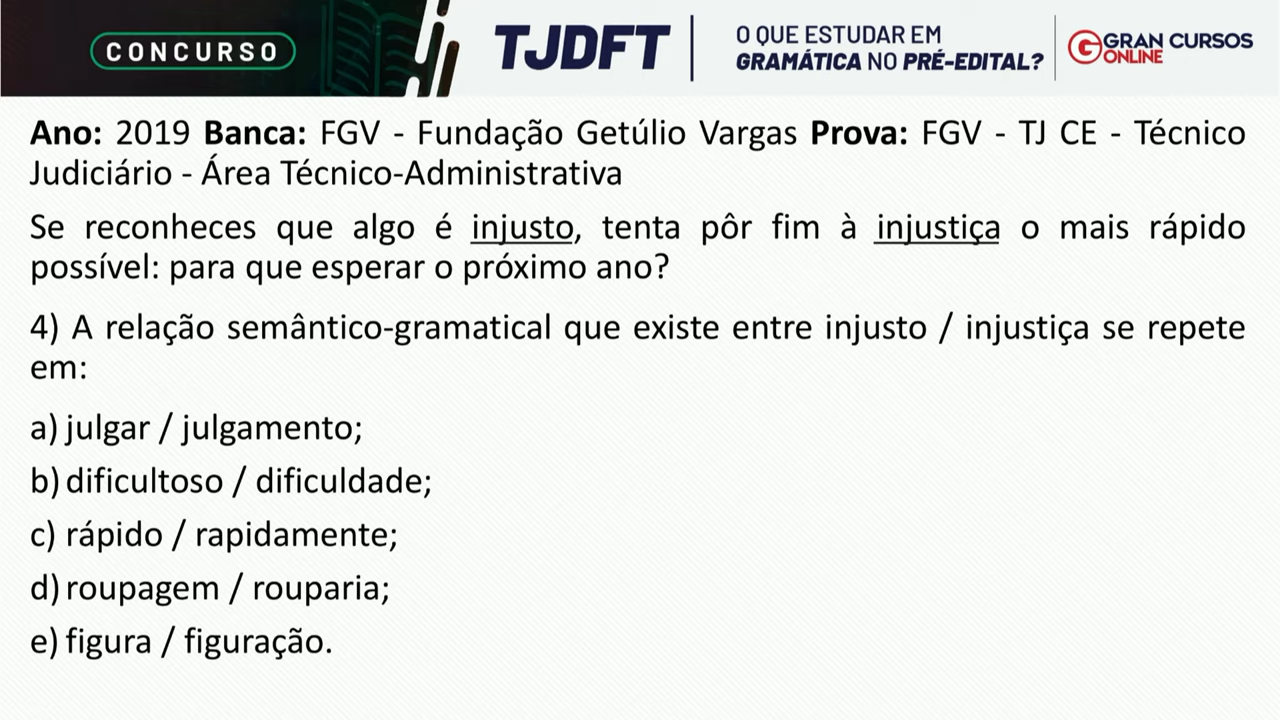 CONCURSO
TJDFT
O QUE ESTUDAR EM
GRAMÁTICA NO PRÉ-EDITAL?
GRAN CURSOS
ONLINE
Ano: 2019 Banca: FGV - Fundação Getúlio Vargas Prova: FGV - TJ CE - Técnico
Judiciário - Área Técnico-Administrativa
Se reconheces que algo é injusto, tenta pôr fim à injustiça o mais rápido
possível: para que esperar o próximo ano?
4) A relação semântico-gramatical que existe entre injusto / injustiça se repete
em:
a) julgar / julgamento;
b) dificultoso / dificuldade;
c) rápido / rapidamente;
d) roupagem / rouparia;
e) figura / figuração.